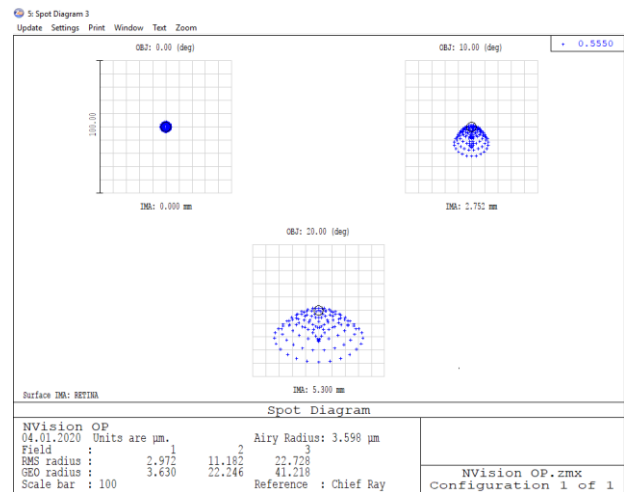 5: Spot Diagram 3
Update Settings Print Window Text Zoom
+ 0.5550
OBJ: 0.00 (deg)
OBJ: 10.00 (deg)
100.00
IMA: 0.000 mm
IMA: 2.752 mm
OBJ: 20.00 (deg)
IMA: 5.300 mm
Surface IMA: RETINA
Spot Diagram
NVision OP
04.01.2020 Units are µm. Airy Radius: 3.598 µm
Field : 1 2 3
RMS radius : 2.972 11.182 22.728
GEO radius : 3.630 22.246 41.218
Scale bar : 100 Reference : Chief Ray
NVision OP.zmx
Configuration 1 of 1